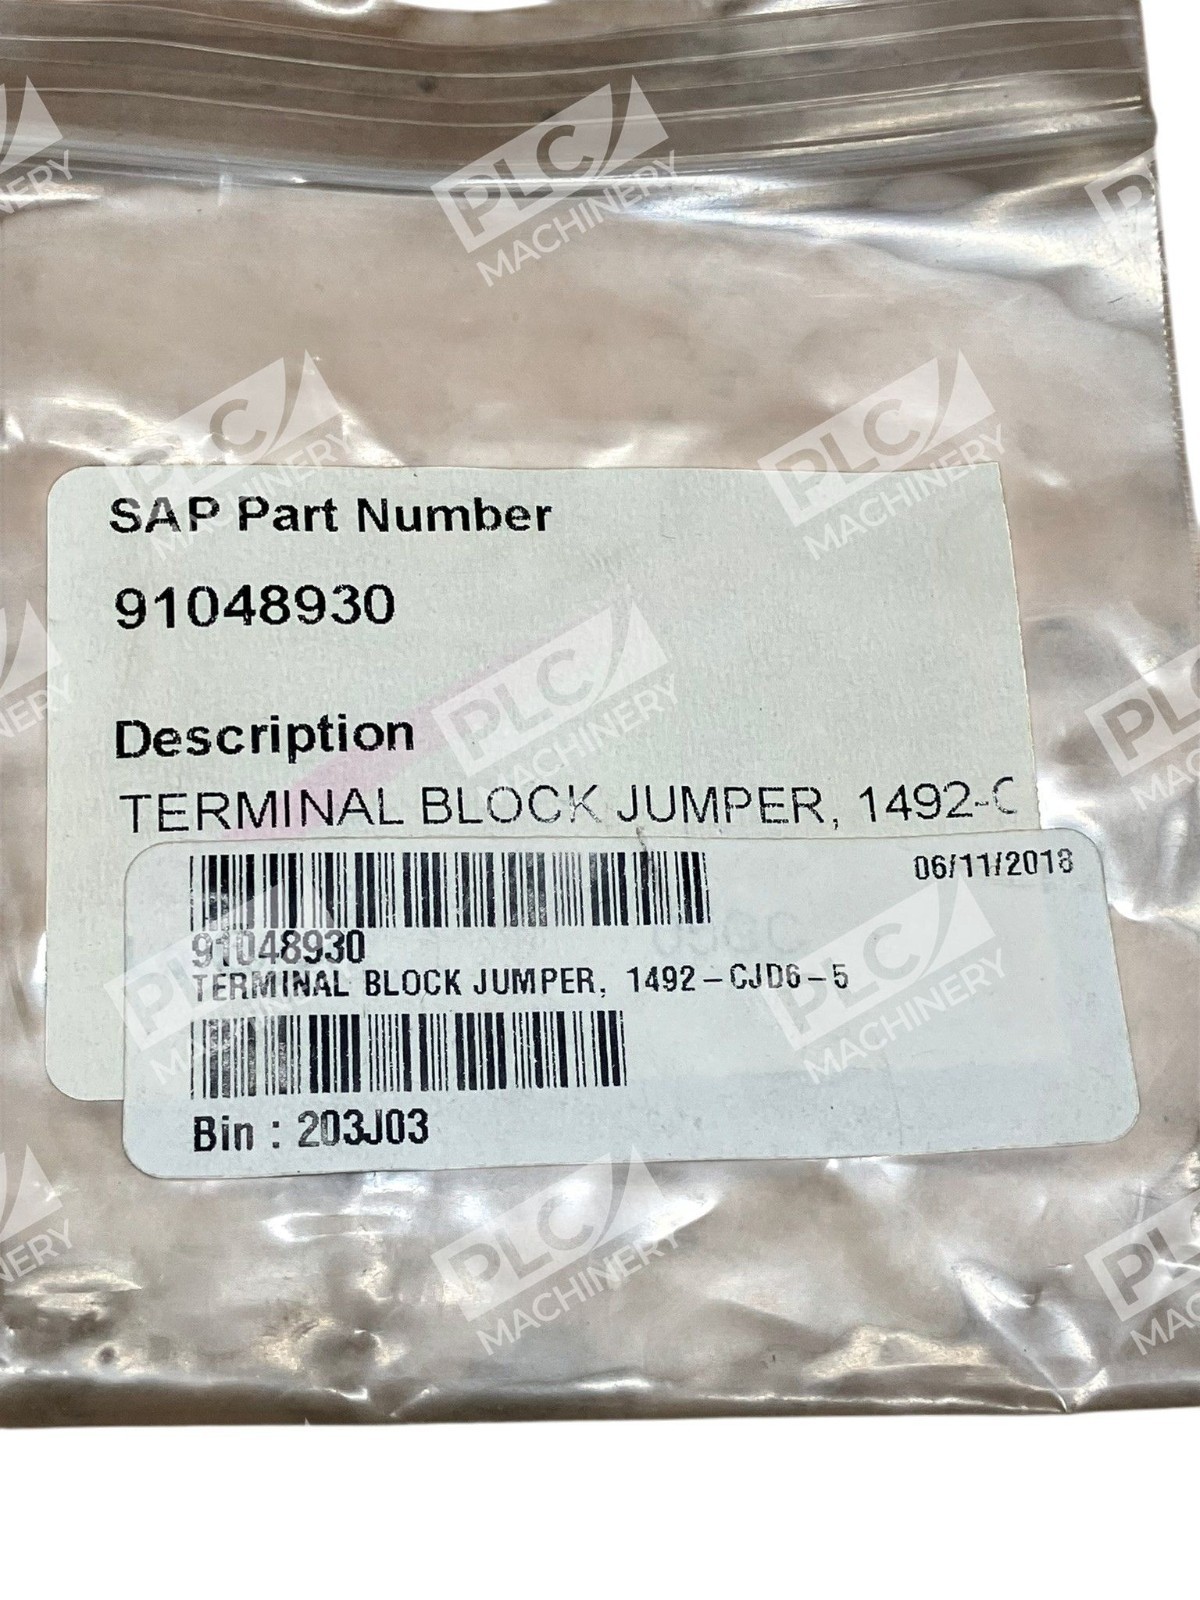 SAP Part Number
91048930
Description
TERMINAL BLOCK JUMPER, 1492-C
06/11/2018
91048930
TERMINAL BLOCK JUMPER, 1492-CJD6-5
Bin : 203J03
PLC
MACHINERY